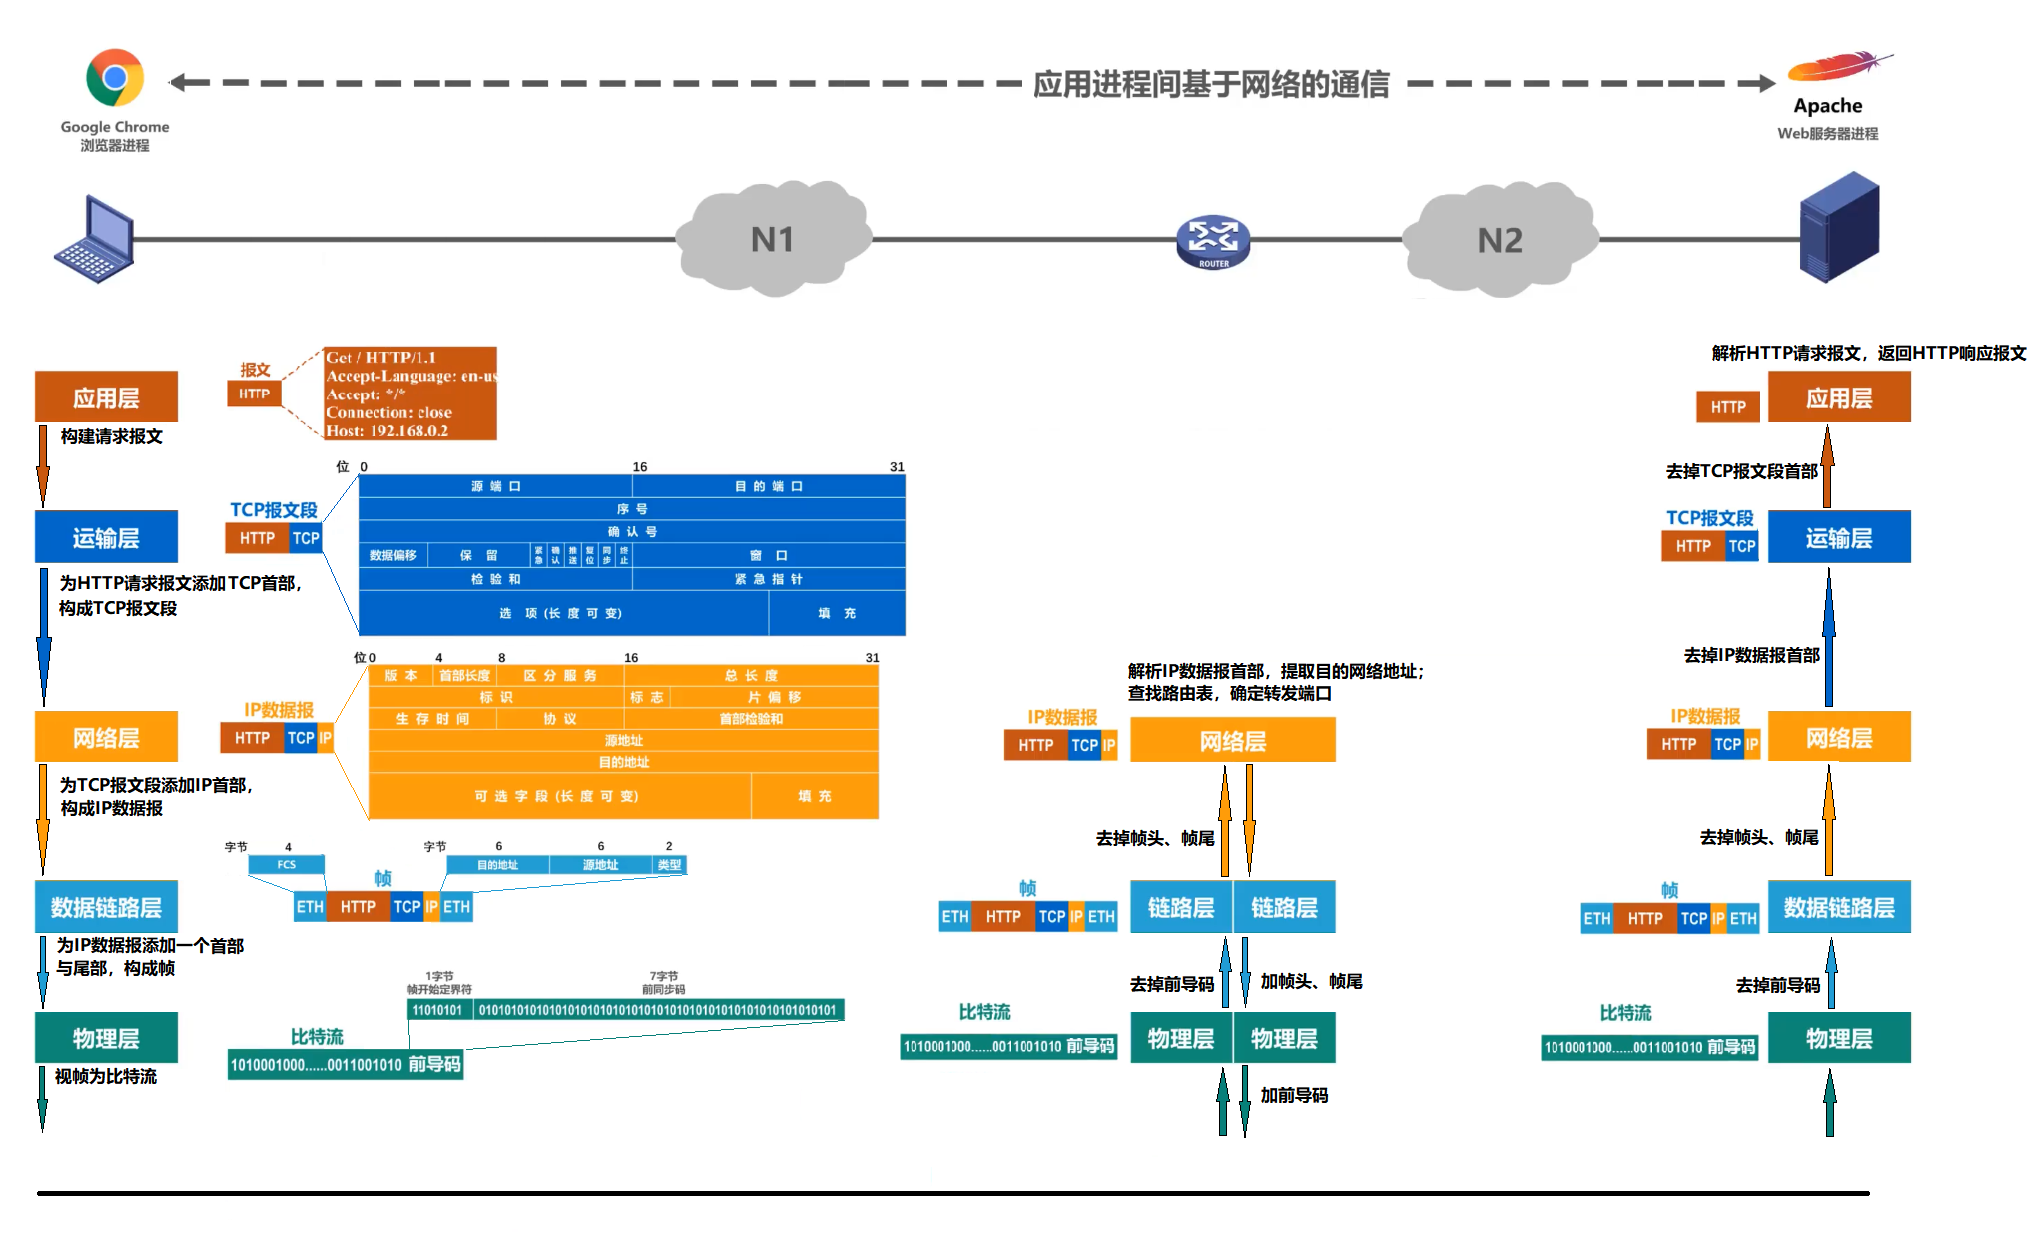 应用进程间基于网络的通信
Google Chrome
浏览器进程
Apache
Web服务器进程
N1
ROUTER
N2
应用层
构建请求报文
报文
HTTP
Get / HTTP/1.1
Accept-Language: en-us
Accept: */*
Connection: close
Host: 192.168.0.2
运输层
为HTTP请求报文添加TCP首部，
构成TCP报文段
TCP报文段
HTTP TCP
位 0 16 31
源端口 目的端口
序号
确认号
数据偏移 保留 紧急 确认 推送 复位 同步 终止 窗口
检验和 紧急指针
选项(长度可变) 填充
网络层
为TCP报文段添加IP首部，
构成IP数据报
IP数据报
HTTP TCP IP
位 0 4 8 16 31
版本 首部长度 区分服务 总长度
标识 标志 片偏移
生存时间 协议 首部检验和
源地址
目的地址
可选字段(长度可变) 填充
数据链路层
为IP数据报添加一个首部
与尾部，构成帧
字节 4
FCS
字节 6 6 2
目的地址 源地址 类型
帧
ETH HTTP TCP IP ETH
物理层
视帧为比特流
1字节
帧开始定界符
7字节
前同步码
11010101 01010101010101010101010101010101010101010101010101010101
比特流
1010001000......0011001010 前导码
解析IP数据报首部，提取目的网络地址；
查找路由表，确定转发端口
IP数据报
HTTP TCP IP
网络层
去掉帧头、帧尾
帧
ETH HTTP TCP IP ETH
链路层 链路层
去掉前导码
加帧头、帧尾
比特流
1010001000......0011001010 前导码
物理层 物理层
加前导码
解析HTTP请求报文，返回HTTP响应报文
HTTP
应用层
去掉TCP报文段首部
TCP报文段
HTTP TCP
运输层
去掉IP数据报首部
IP数据报
HTTP TCP IP
网络层
去掉帧头、帧尾
帧
ETH HTTP TCP IP ETH
数据链路层
去掉前导码
比特流
1010001000......0011001010 前导码
物理层